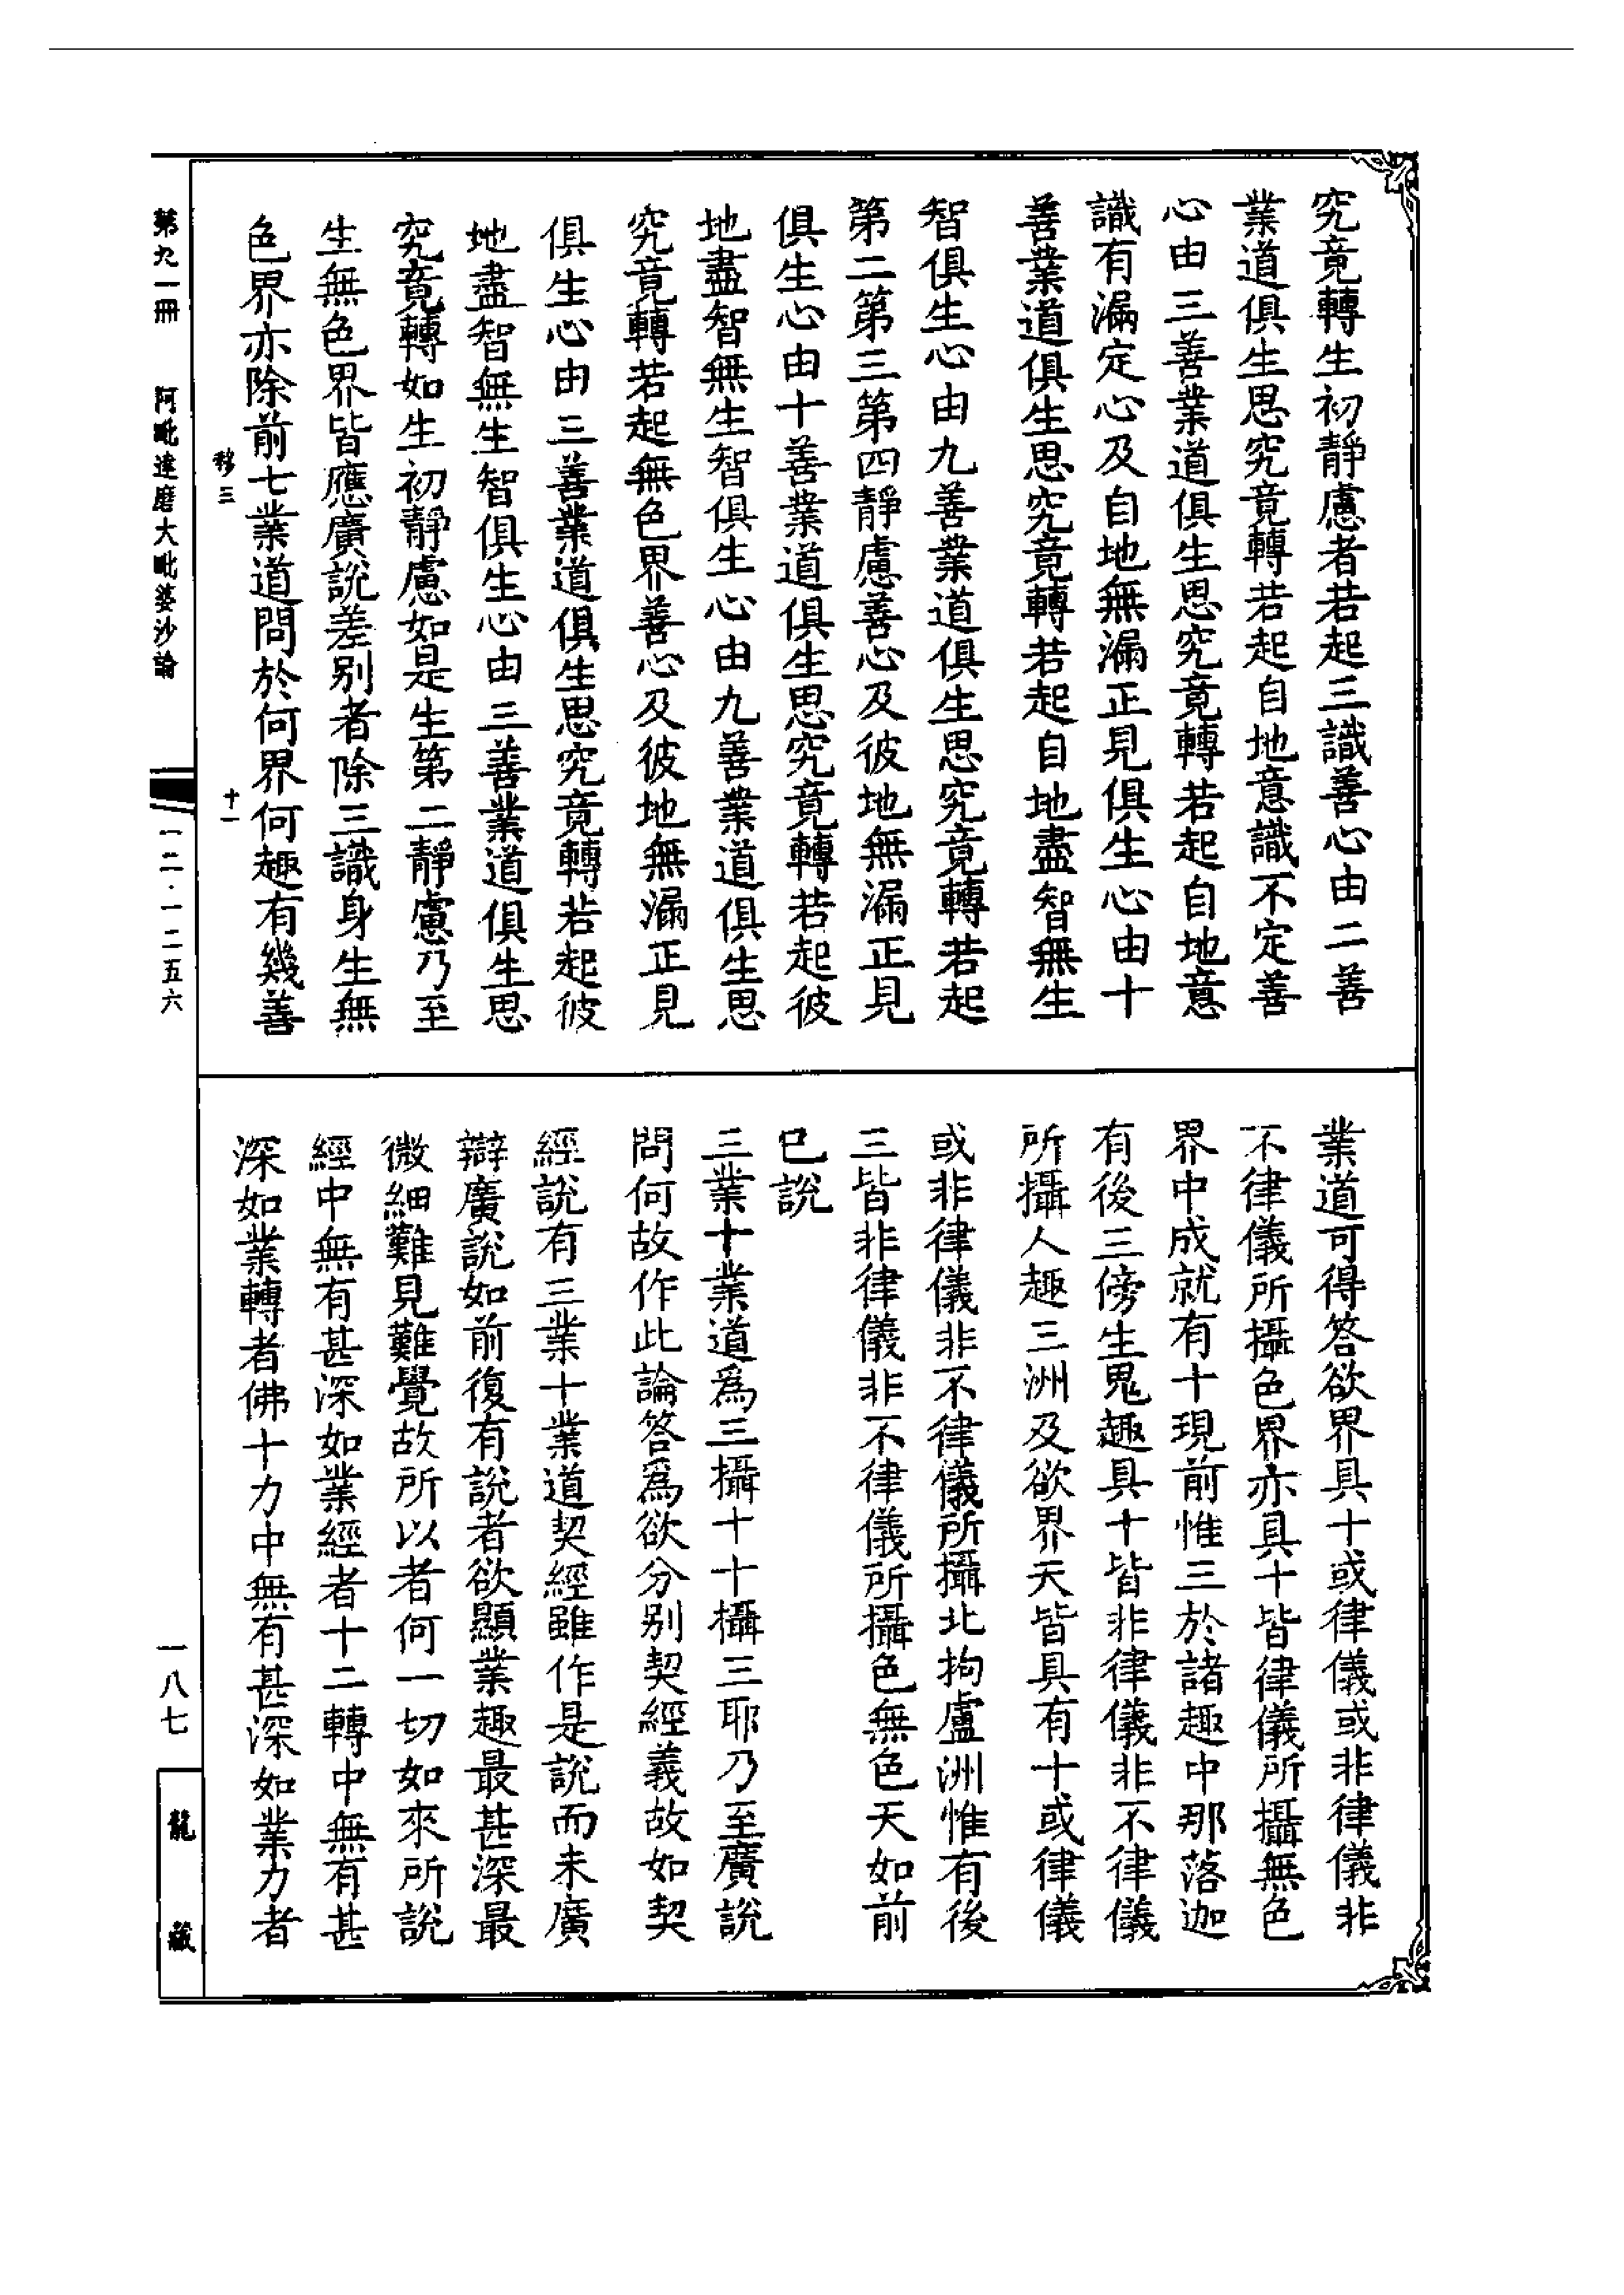 究竟轉生初靜慮者若起三識善心由二善
業道俱生思究竟轉若起自地意識不定善
心由三善業道俱生思究竟轉若起自地意
識有漏定心及自地無漏正見俱生心由十
善業道俱生思究竟轉若起自地盡智無生
智俱生心由九善業道俱生思究竟轉若起
第二第三第四靜慮善心及彼地無漏正見
俱生心由十善業道俱生思究竟轉若起彼
地盡智無生智俱生心由九善業道俱生思
究竟轉若起無色界善心及彼地無漏正見
俱生心由三善業道俱生思究竟轉若起彼
地盡智無生智俱生心由三善業道俱生思
究竟轉如生初靜慮如是生第二靜慮乃至
生無色界皆應廣說差別者除三識身生無
色界亦除前七業道問於何界何趣有幾善
移三
十一
業道可得答欲界具十或律儀或非律儀非
不律儀所攝色界亦具十皆律儀所攝無色
界中成就有十現前惟三於諸趣中那落迦
有後三傍生鬼趣具十皆非律儀非不律儀
所攝人趣三洲及欲界天皆具有十或律儀
或非律儀非不律儀所攝北拘盧洲惟有後
三皆非律儀非不律儀所攝色無色天如前
已說
三業十業道為三攝十十攝三耶乃至廣說
問何故作此論答為欲分別契經義故如契
經說有三業十業道契經雖作是說而未廣
辯廣說如前復有說者欲顯業趣最甚深最
微細難見難覺故所以者何一切如來所說
經中無有甚深如業經者十二轉中無有甚
深如業轉者佛十力中無有甚深如業力者
第九一冊
阿毗達磨大毗婆沙論
一二·一二五六
一八七
龍藏